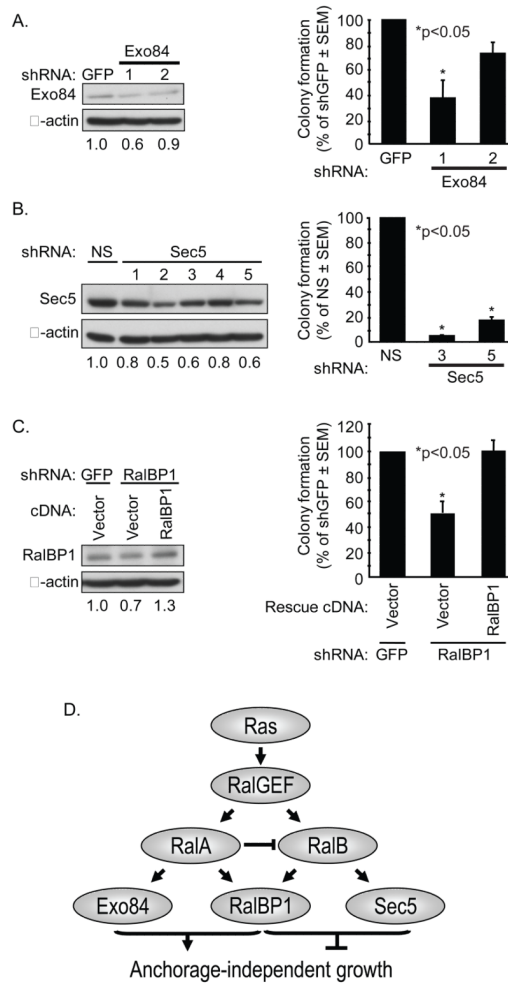 A.
Exo84
shRNA: GFP 1 2
Exo84
□-actin
1.0 0.6 0.9
Colony formation
(% of shGFP ± SEM)
100
80
60
40
20
0
*p<0.05
*
GFP 1 2
shRNA: Exo84
B.
shRNA: NS Sec5
1 2 3 4 5
Sec5
□-actin
1.0 0.8 0.5 0.6 0.8 0.6
Colony formation
(% of NS ± SEM)
100
80
60
40
20
0
*p<0.05
* *
NS 3 5
shRNA: Sec5
C.
shRNA: GFP RalBP1
cDNA: Vector Vector RalBP1
RalBP1
□-actin
1.0 0.7 1.3
Colony formation
(% of shGFP ± SEM)
120
100
80
60
40
20
0
*p<0.05
*
Rescue cDNA: Vector Vector RalBP1
shRNA: GFP RalBP1
D.
Ras
RalGEF
RalA RalB
Exo84 RalBP1 Sec5
Anchorage-independent growth